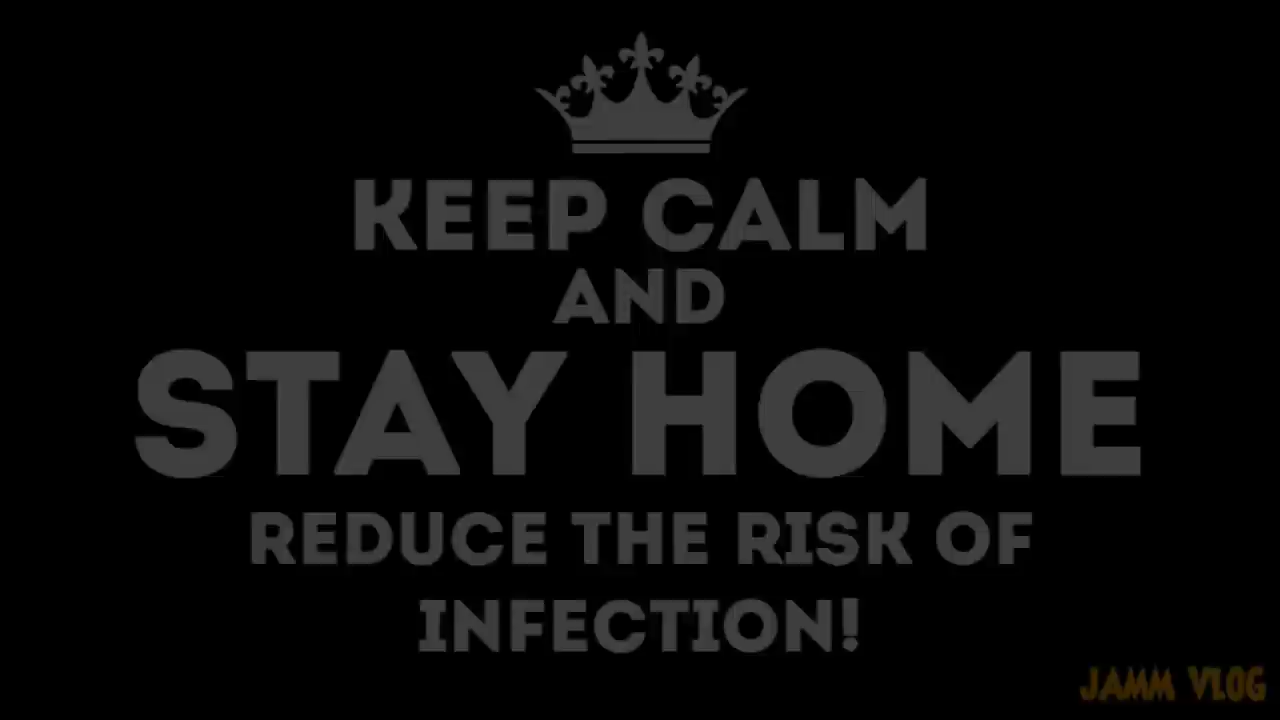 KEEP CALM
AND
STAY HOME
REDUCE THE RISK OF
INFECTION!
JAMM VLOG